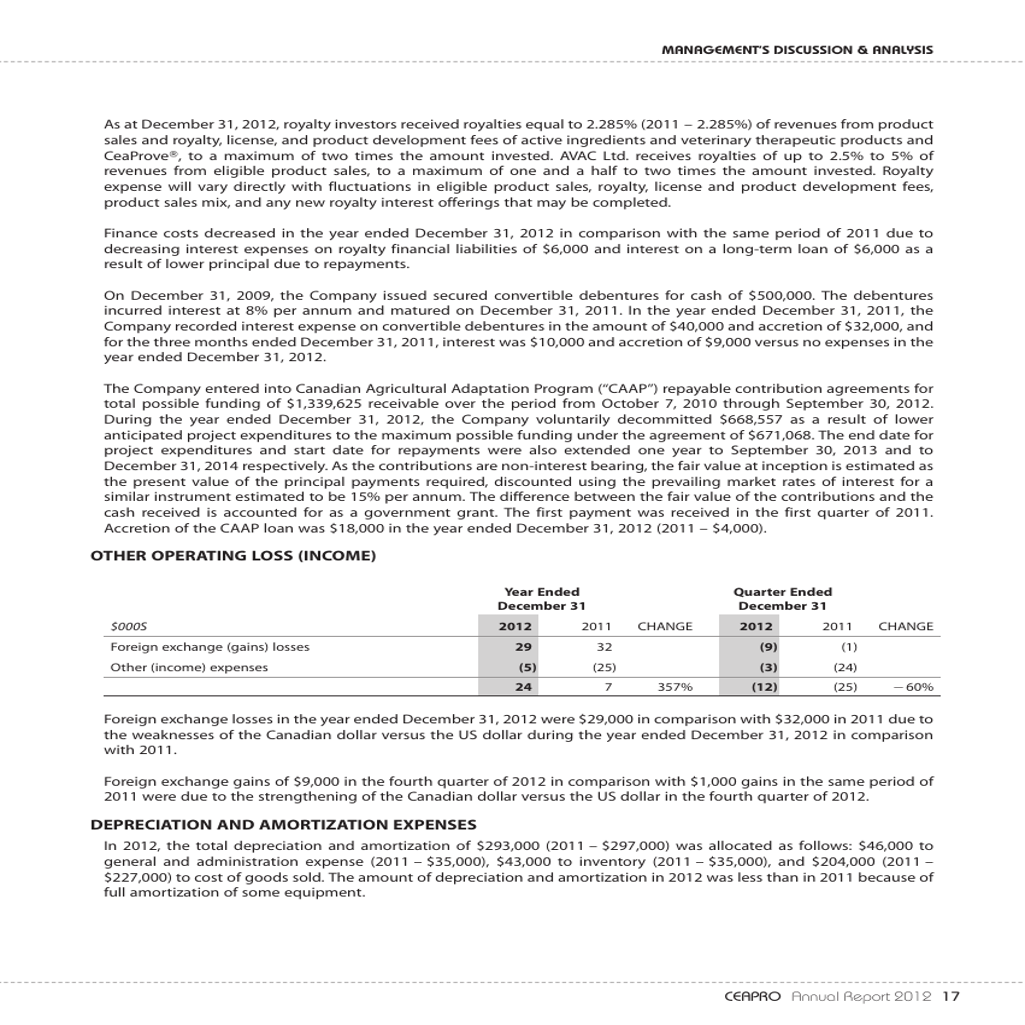 MANAGEMENT'S DISCUSSION & ANALYSIS
As at December 31, 2012, royalty investors received royalties equal to 2.285% (2011 – 2.285%) of revenues from product
sales and royalty, license, and product development fees of active ingredients and veterinary therapeutic products and
CeaProve®, to a maximum of two times the amount invested. AVAC Ltd. receives royalties of up to 2.5% to 5% of
revenues from eligible product sales, to a maximum of one and a half to two times the amount invested. Royalty
expense will vary directly with fluctuations in eligible product sales, royalty, license and product development fees,
product sales mix, and any new royalty interest offerings that may be completed.
Finance costs decreased in the year ended December 31, 2012 in comparison with the same period of 2011 due to
decreasing interest expenses on royalty financial liabilities of $6,000 and interest on a long-term loan of $6,000 as a
result of lower principal due to repayments.
On December 31, 2009, the Company issued secured convertible debentures for cash of $500,000. The debentures
incurred interest at 8% per annum and matured on December 31, 2011. In the year ended December 31, 2011, the
Company recorded interest expense on convertible debentures in the amount of $40,000 and accretion of $32,000, and
for the three months ended December 31, 2011, interest was $10,000 and accretion of $9,000 versus no expenses in the
year ended December 31, 2012.
The Company entered into Canadian Agricultural Adaptation Program (“CAAP”) repayable contribution agreements for
total possible funding of $1,339,625 receivable over the period from October 7, 2010 through September 30, 2012.
During the year ended December 31, 2012, the Company voluntarily decommitted $668,557 as a result of lower
anticipated project expenditures to the maximum possible funding under the agreement of $671,068. The end date for
project expenditures and start date for repayments were also extended one year to September 30, 2013 and to
December 31, 2014 respectively. As the contributions are non-interest bearing, the fair value at inception is estimated as
the present value of the principal payments required, discounted using the prevailing market rates of interest for a
similar instrument estimated to be 15% per annum. The difference between the fair value of the contributions and the
cash received is accounted for as a government grant. The first payment was received in the first quarter of 2011.
Accretion of the CAAP loan was $18,000 in the year ended December 31, 2012 (2011 – $4,000).
OTHER OPERATING LOSS (INCOME)
Year Ended Quarter Ended
December 31 December 31
$000S 2012 2011 CHANGE 2012 2011 CHANGE
Foreign exchange (gains) losses 29 32 (9) (1)
Other (income) expenses (5) (25) (3) (24)
24 7 357% (12) (25) – 60%
Foreign exchange losses in the year ended December 31, 2012 were $29,000 in comparison with $32,000 in 2011 due to
the weaknesses of the Canadian dollar versus the US dollar during the year ended December 31, 2012 in comparison
with 2011.
Foreign exchange gains of $9,000 in the fourth quarter of 2012 in comparison with $1,000 gains in the same period of
2011 were due to the strengthening of the Canadian dollar versus the US dollar in the fourth quarter of 2012.
DEPRECIATION AND AMORTIZATION EXPENSES
In 2012, the total depreciation and amortization of $293,000 (2011 – $297,000) was allocated as follows: $46,000 to
general and administration expense (2011 – $35,000), $43,000 to inventory (2011 – $35,000), and $204,000 (2011 –
$227,000) to cost of goods sold. The amount of depreciation and amortization in 2012 was less than in 2011 because of
full amortization of some equipment.
CEAPRO Annual Report 2012 17